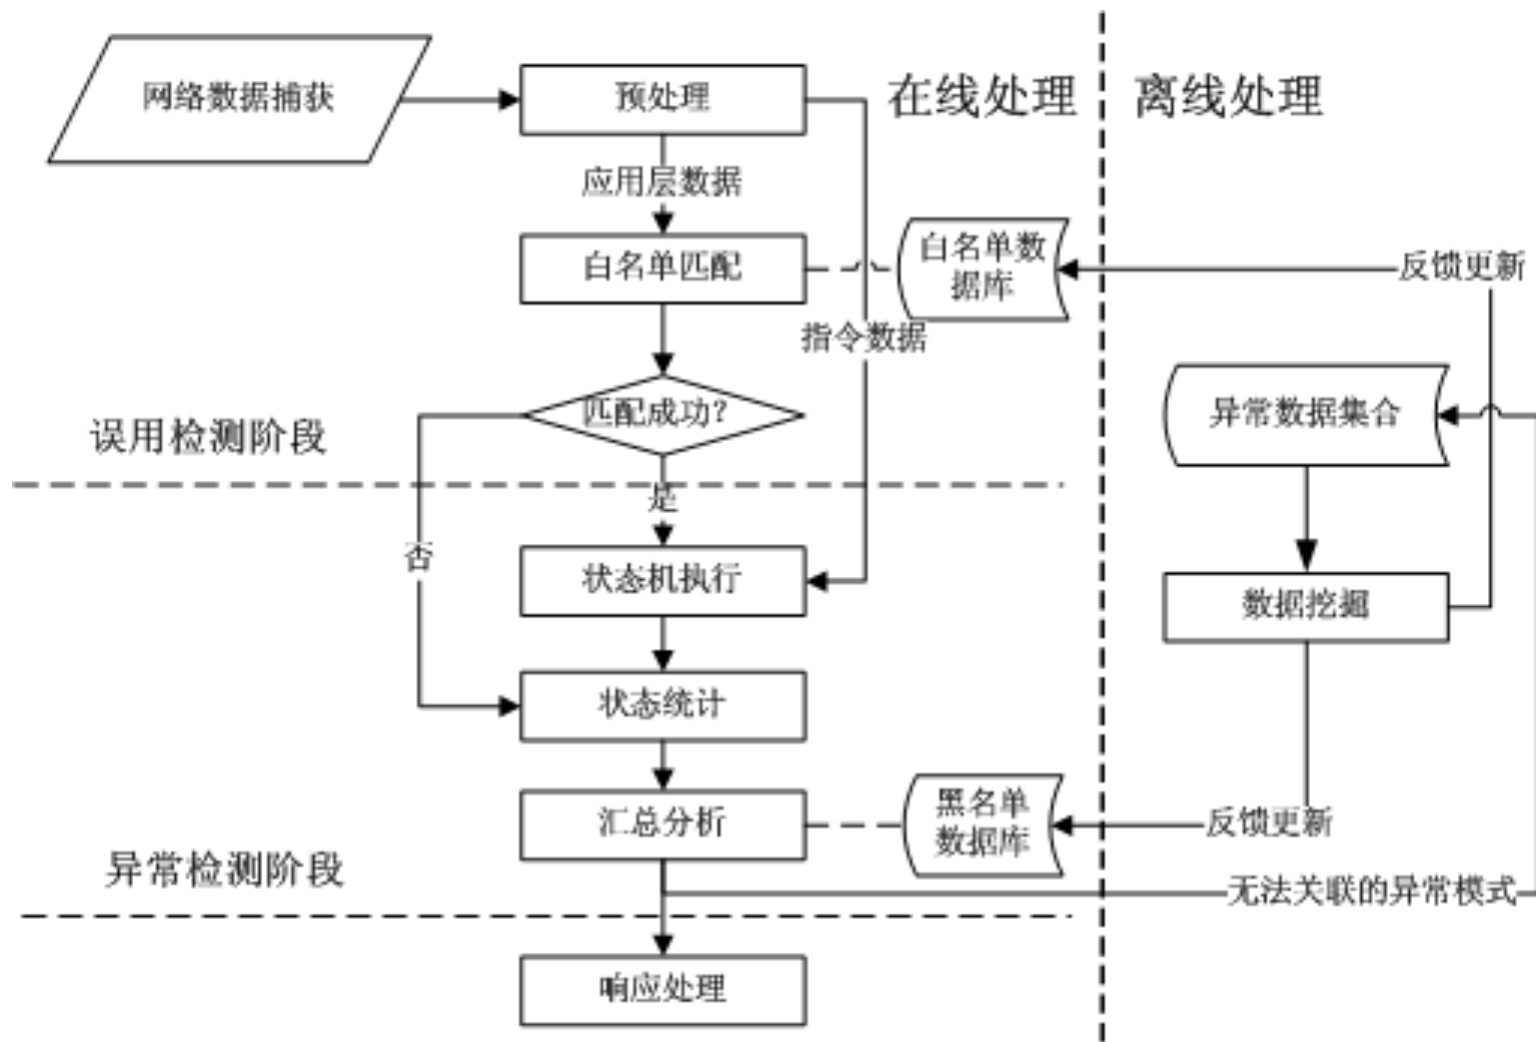 网络数据捕获
预处理
在线处理
离线处理
应用层数据
白名单匹配
白名单数
据库
反馈更新
指令数据
匹配成功?
异常数据集合
误用检测阶段
是
否
状态机执行
数据挖掘
状态统计
汇总分析
黑名单
数据库
反馈更新
异常检测阶段
无法关联的异常模式
响应处理